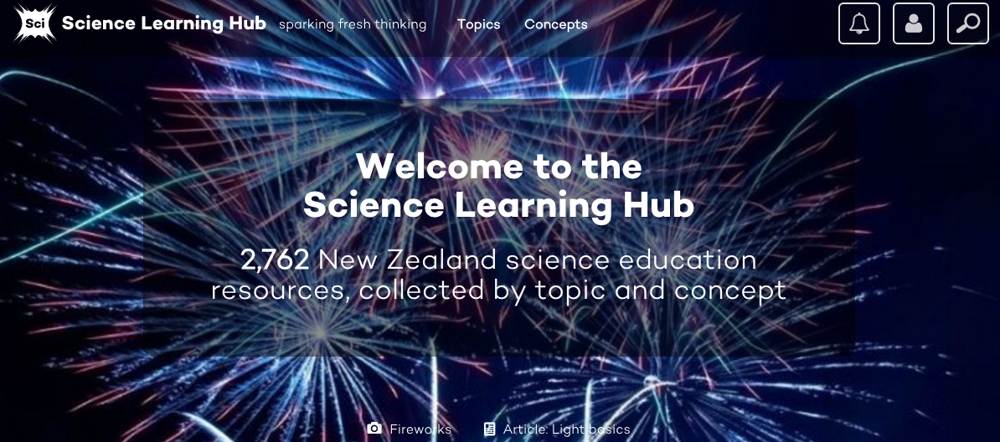 Sci Science Learning Hub sparking fresh thinking Topics Concepts
Welcome to the
Science Learning Hub
2,762 New Zealand science education
resources, collected by topic and concept
Fireworks Article: Light basics